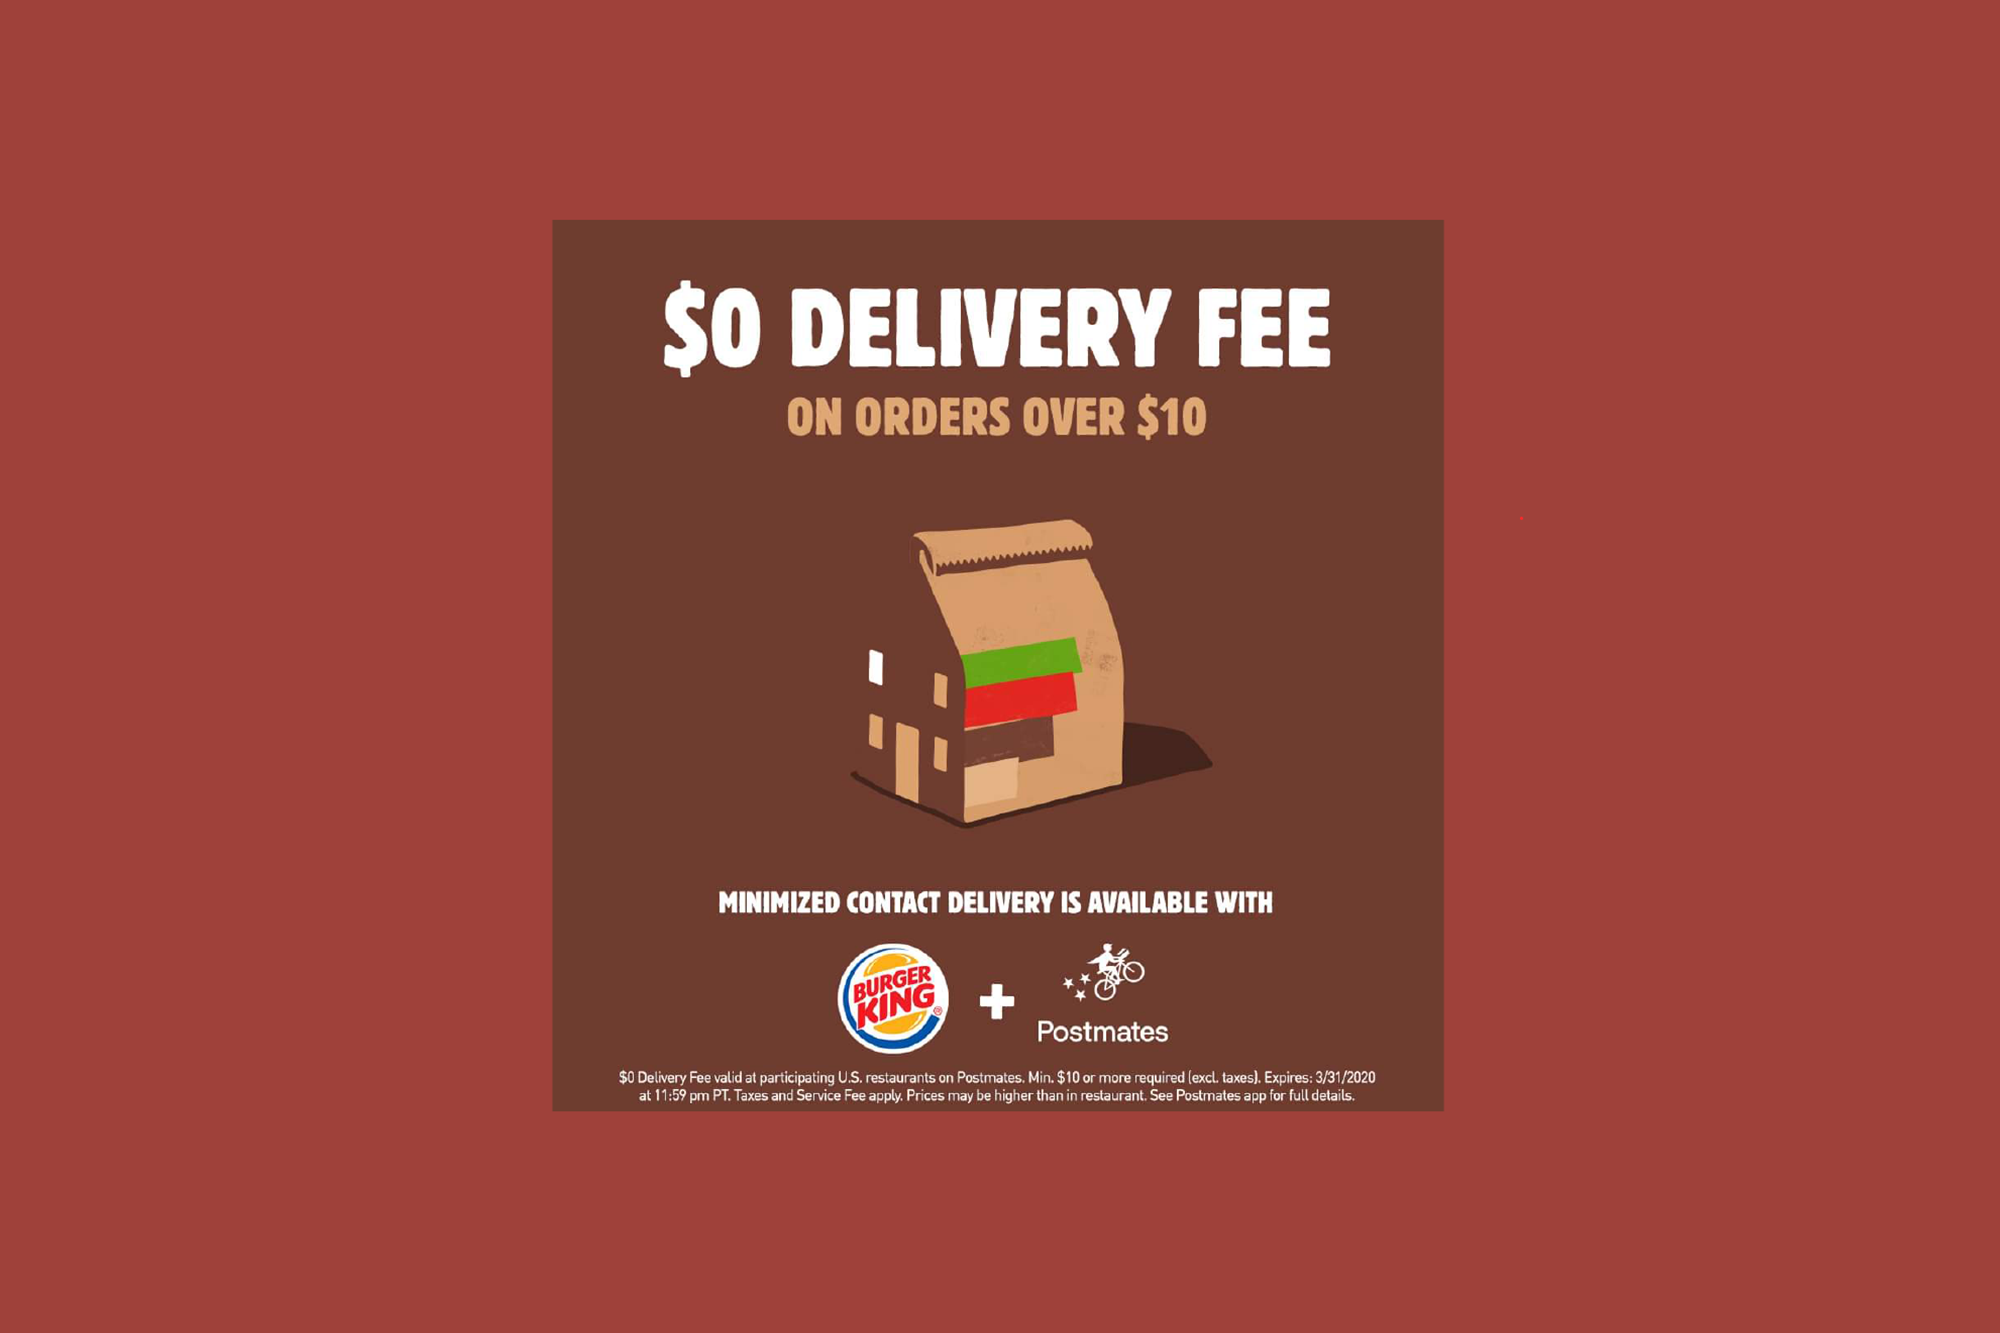 $0 DELIVERY FEE
ON ORDERS OVER $10
MINIMIZED CONTACT DELIVERY IS AVAILABLE WITH
BURGER
KING®
+
Postmates
$0 Delivery Fee valid at participating U.S. restaurants on Postmates. Min. $10 or more required (excl. taxes). Expires: 3/31/2020
at 11:59 pm PT. Taxes and Service Fee apply. Prices may be higher than in restaurant. See Postmates app for full details.